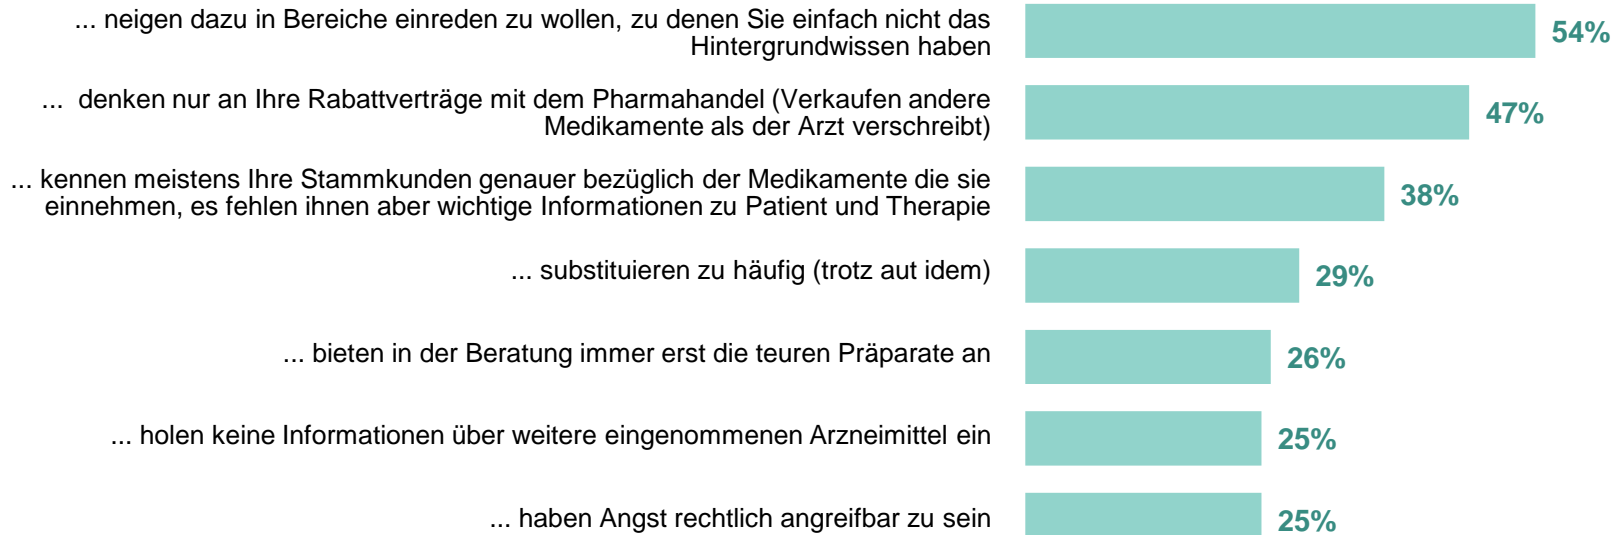 ... neigen dazu in Bereiche einreden zu wollen, zu denen Sie einfach nicht das
Hintergrundwissen haben
54%
... denken nur an Ihre Rabattverträge mit dem Pharmahandel (Verkaufen andere
Medikamente als der Arzt verschreibt)
47%
... kennen meistens Ihre Stammkunden genauer bezüglich der Medikamente die sie
einnehmen, es fehlen ihnen aber wichtige Informationen zu Patient und Therapie
38%
... substituieren zu häufig (trotz aut idem)
29%
... bieten in der Beratung immer erst die teuren Präparate an
26%
... holen keine Informationen über weitere eingenommenen Arzneimittel ein
25%
... haben Angst rechtlich angreifbar zu sein
25%